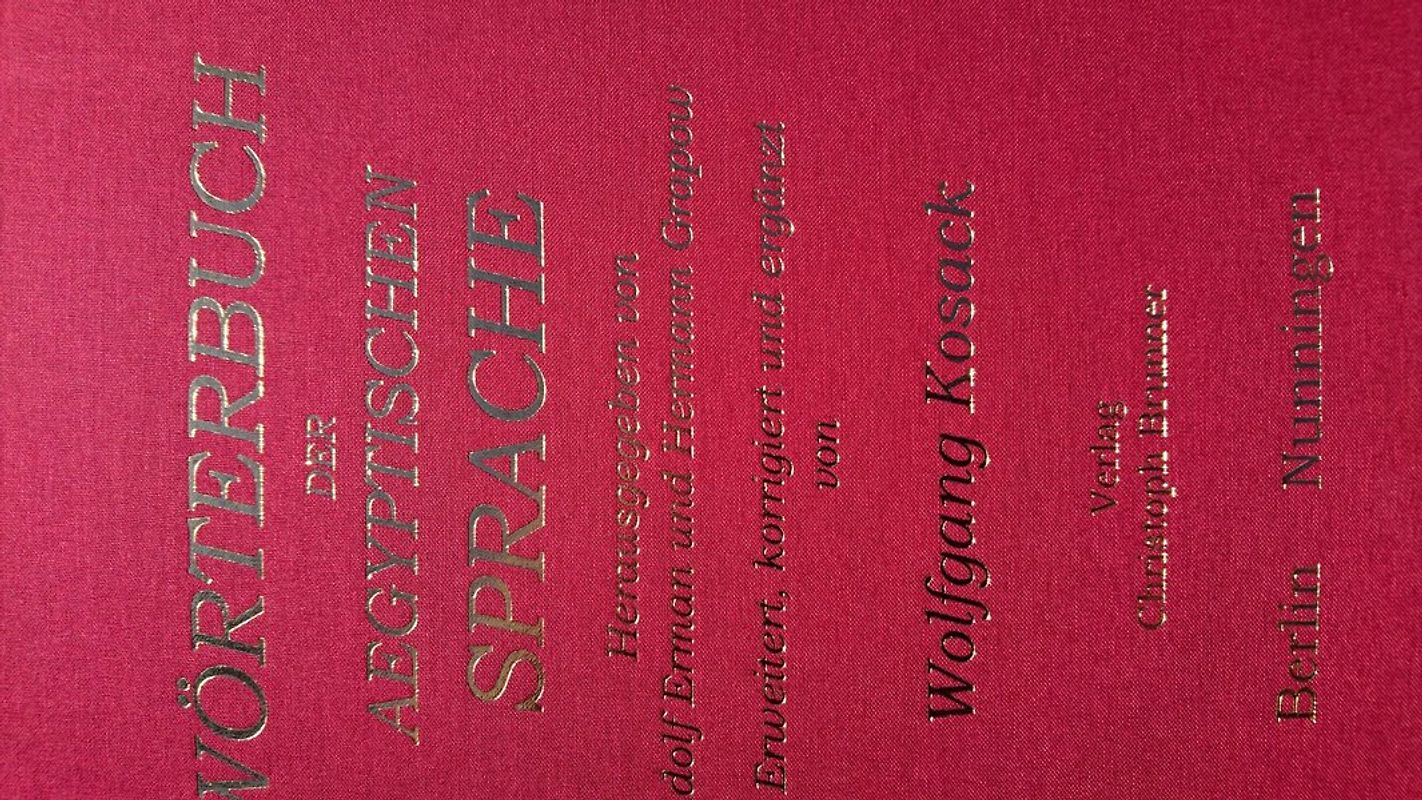 WÖRTERBUCH
DER
AEGYPTISCHEN
SPRACHE
Herausgegeben von
dolf Erman und Hermann Grapow
Erweitert, korrigiert und ergänzt
von
Wolfgang Kosack
Verlag
Christoph Brunner
Berlin Nunningen